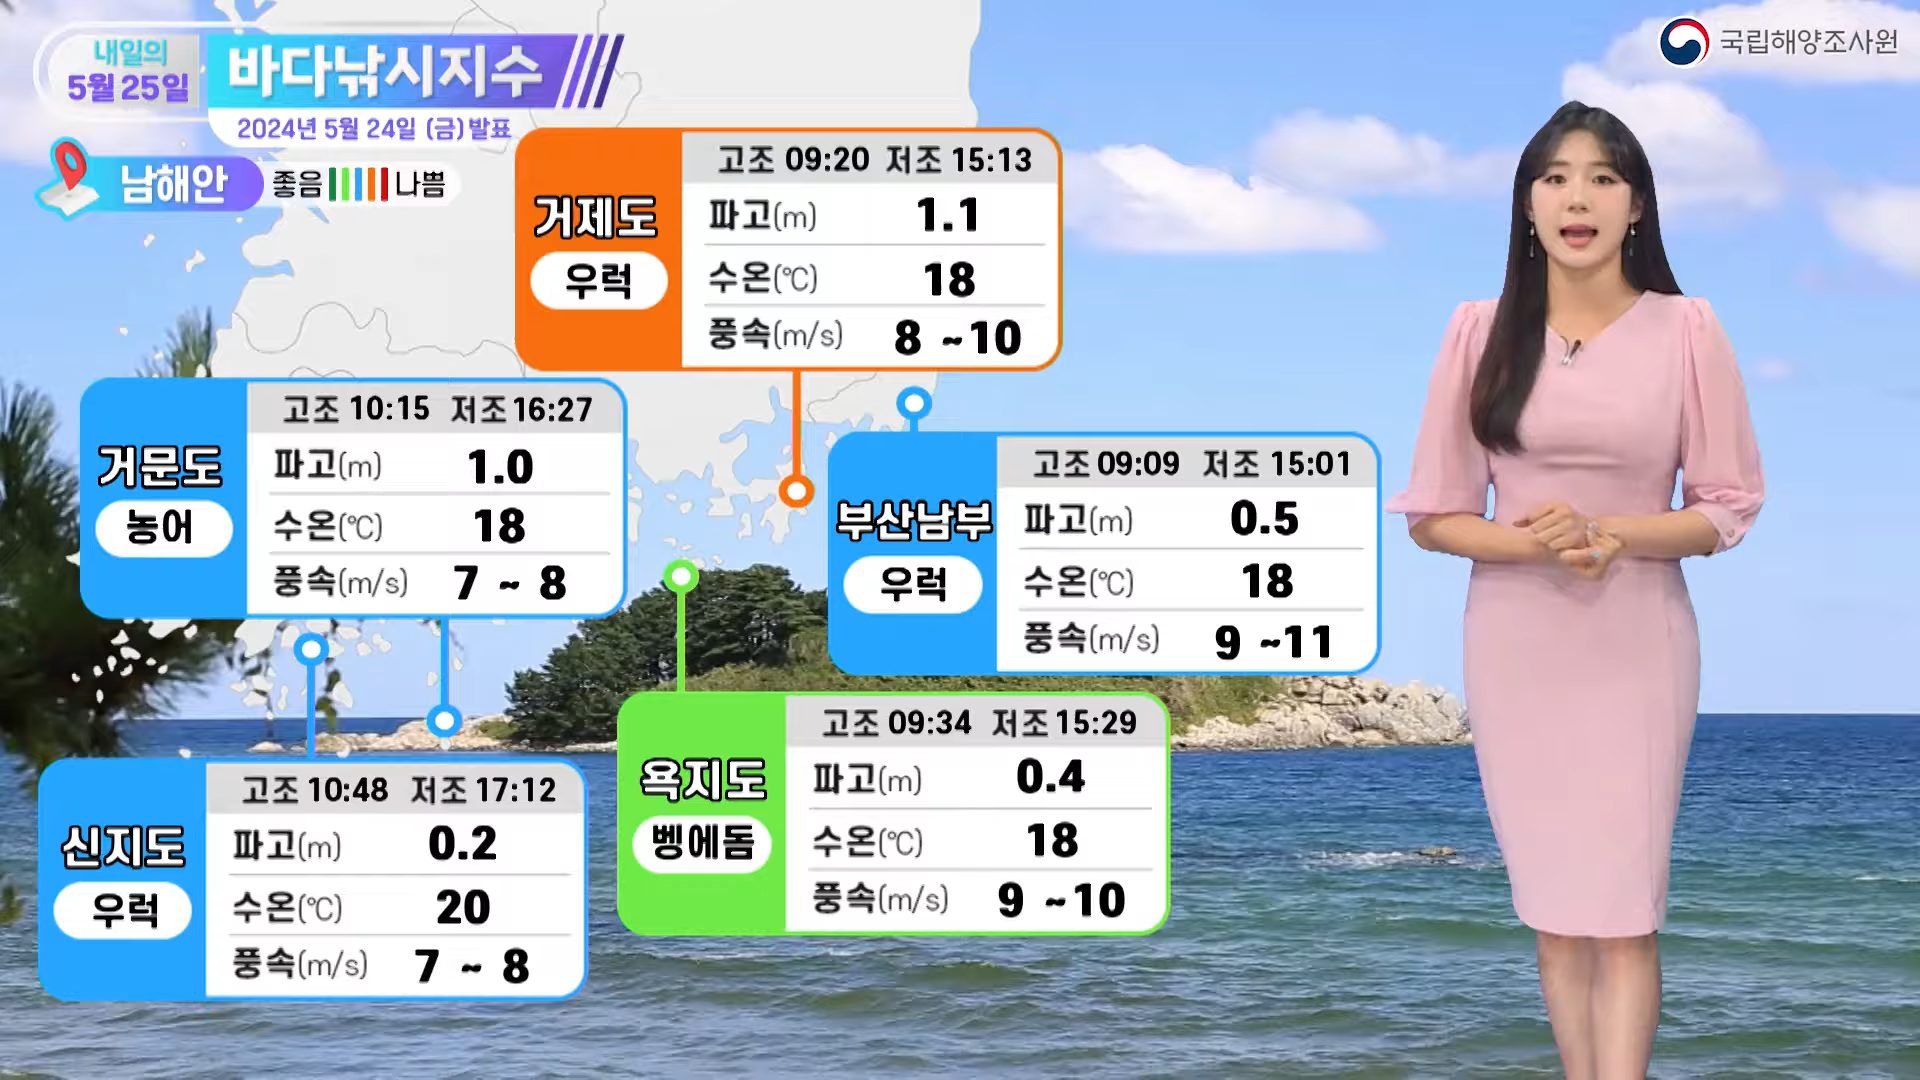 내일의
5월 25일
바다낚시지수
2024년 5월 24일 (금) 발표
국립해양조사원
남해안
좋음 나쁨
고조 09:20 저조 15:13
거제도
우럭
파고(m) 1.1
수온(℃) 18
풍속(m/s) 8 ~10
고조 10:15 저조 16:27
거문도
농어
파고(m) 1.0
수온(℃) 18
풍속(m/s) 7 ~ 8
고조 09:09 저조 15:01
부산남부
우럭
파고(m) 0.5
수온(℃) 18
풍속(m/s) 9 ~11
고조 09:34 저조 15:29
욕지도
벵에돔
파고(m) 0.4
수온(℃) 18
풍속(m/s) 9 ~10
고조 10:48 저조 17:12
신지도
우럭
파고(m) 0.2
수온(℃) 20
풍속(m/s) 7 ~ 8